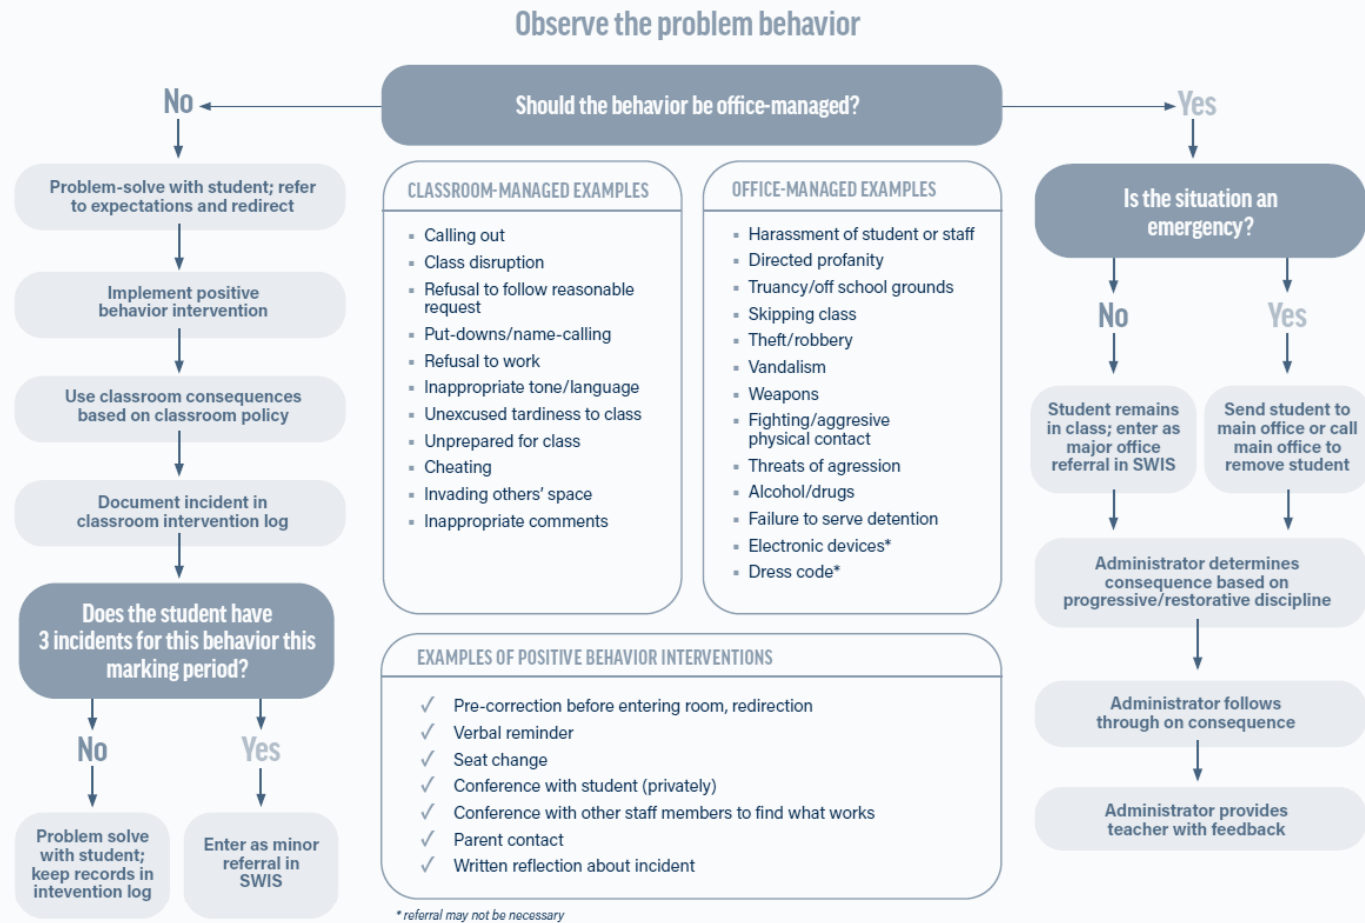 Observe the problem behavior
No
Should the behavior be office-managed?
Yes
Problem-solve with student; refer
to expectations and redirect
Implement positive
behavior intervention
Use classroom consequences
based on classroom policy
Document incident in
classroom intervention log
Does the student have
3 incidents for this behavior this
marking period?
No
Yes
Problem solve
with student;
keep records in
intevention log
Enter as minor
referral in
SWIS
CLASSROOM-MANAGED EXAMPLES
▪ Calling out
▪ Class disruption
▪ Refusal to follow reasonable
request
▪ Put-downs/name-calling
▪ Refusal to work
▪ Inappropriate tone/language
▪ Unexcused tardiness to class
▪ Unprepared for class
▪ Cheating
▪ Invading others' space
▪ Inappropriate comments
OFFICE-MANAGED EXAMPLES
▪ Harassment of student or staff
▪ Directed profanity
▪ Truancy/off school grounds
▪ Skipping class
▪ Theft/robbery
▪ Vandalism
▪ Weapons
▪ Fighting/aggresive
physical contact
▪ Threats of agression
▪ Alcohol/drugs
▪ Failure to serve detention
▪ Electronic devices*
▪ Dress code*
EXAMPLES OF POSITIVE BEHAVIOR INTERVENTIONS
✓ Pre-correction before entering room, redirection
✓ Verbal reminder
✓ Seat change
✓ Conference with student (privately)
✓ Conference with other staff members to find what works
✓ Parent contact
✓ Written reflection about incident
* referral may not be necessary
Is the situation an
emergency?
No
Yes
Student remains
in class; enter as
major office
referral in SWIS
Send student to
main office or call
main office to
remove student
Administrator determines
consequence based on
progressive/restorative discipline
Administrator follows
through on consequence
Administrator provides
teacher with feedback